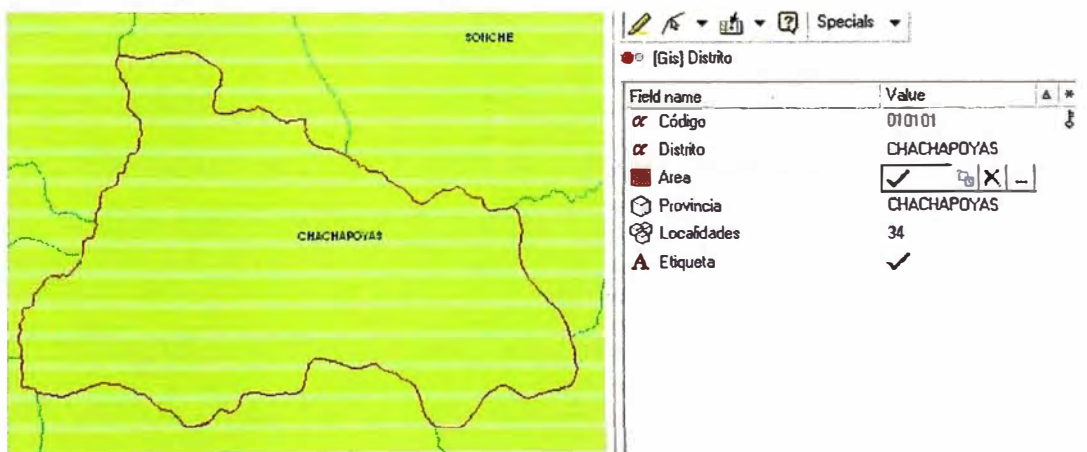 SONCHE
CHACHAPOYAS
Specials
(Gis) Distrito
Field name Value
Código 010101
Distrito CHACHAPOYAS
Area
Provincia CHACHAPOYAS
Localidades 34
A Etiqueta